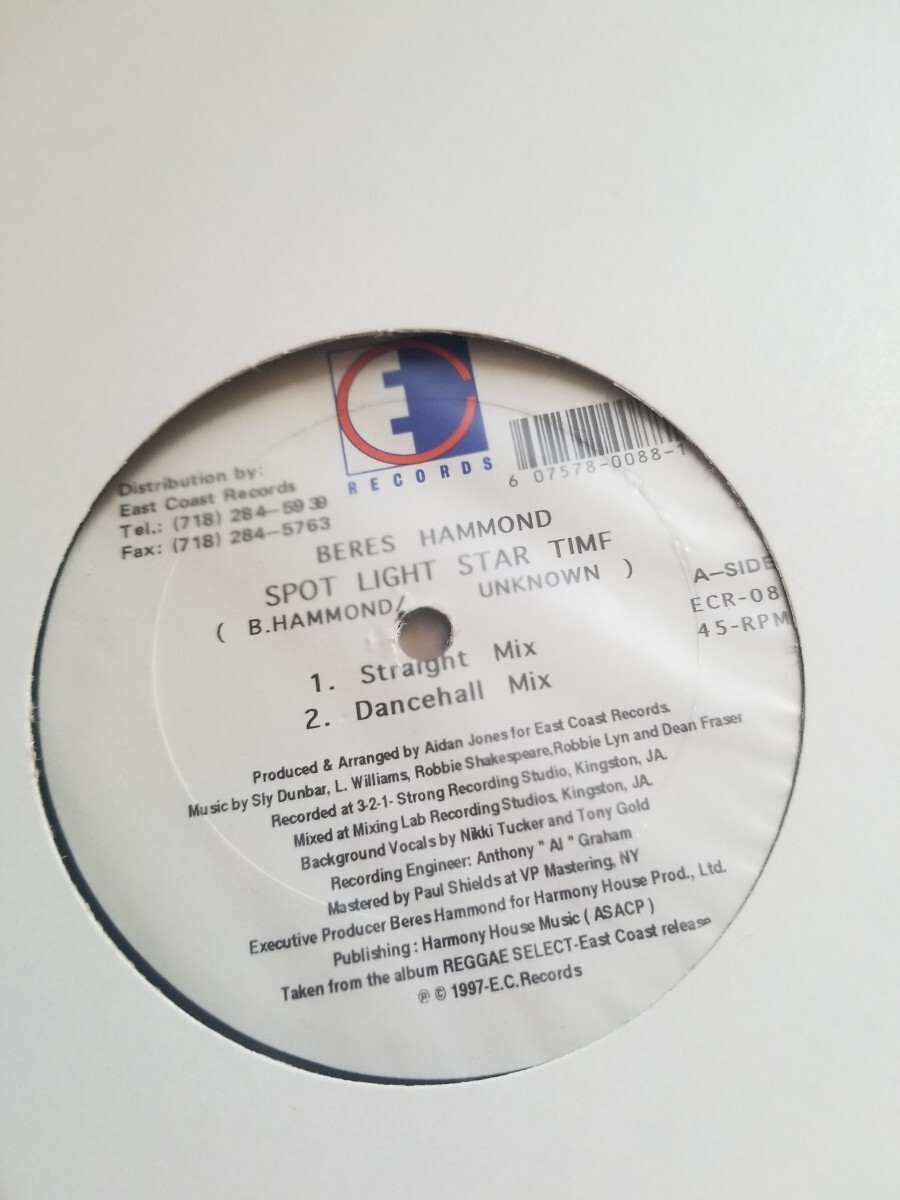 EC
RECORDS
6 07578-0088-1
Distribution by:
East Coast Records
Tel.: (718) 284-5939
Fax: (718) 284-5763
BERES HAMMOND
SPOT LIGHT STAR TIME
( B.HAMMOND/ UNKNOWN )
A-SIDE
ECR-08
45-RPM
1. Straight Mix
2. Dancehall Mix
Produced & Arranged by Aidan Jones for East Coast Records.
Music by Sly Dunbar, L. Williams, Robbie Shakespeare,Robbie Lyn and Dean Fraser
Recorded at 3-2-1- Strong Recording Studio, Kingston, JA.
Mixed at Mixing Lab Recording Studios, Kingston, JA.
Background Vocals by Nikki Tucker and Tony Gold
Recording Engineer: Anthony " Al " Graham
Mastered by Paul Shields at VP Mastering, NY
Executive Producer Beres Hammond for Harmony House Prod., Ltd.
Publishing : Harmony House Music ( ASACP )
Taken from the album REGGAE SELECT-East Coast release
℗ © 1997-E.C.Records